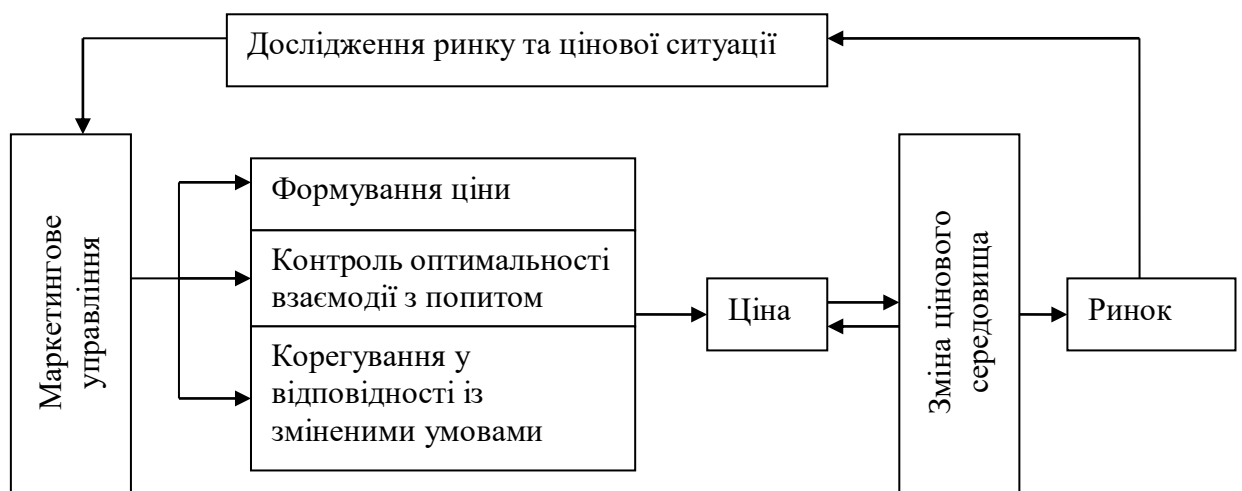 Дослідження ринку та цінової ситуації
Маркетингове
управління
Формування ціни
Контроль оптимальності
взаємодії з попитом
Корегування у
відповідності із
зміненими умовами
Ціна
Зміна цінового
середовища
Ринок